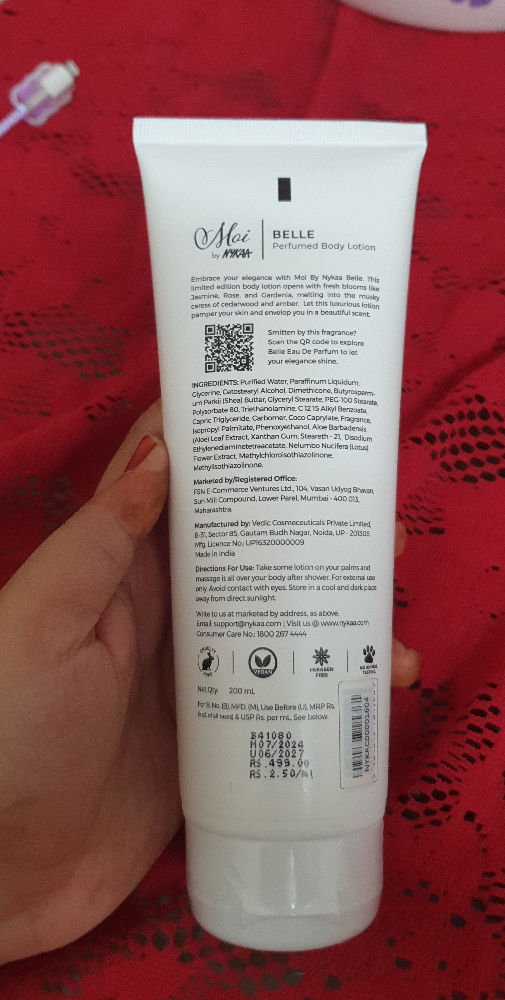 Moi
by NYKAA
BELLE
Perfumed Body Lotion
Embrace your elegance with Moi By Nykaa Belle. This
limited edition body lotion opens with fresh blooms like
Jasmine, Rose, and Gardenia, melting into the musky
caress of cedarwood and amber. Let this luxurious lotion
pamper your skin and envelop you in a beautiful scent.
Smitten by this fragrance?
Scan the QR code to explore
Belle Eau De Parfum to let
your elegance shine.
INGREDIENTS: Purified Water, Paraffinum Liquidum,
Glycerine, Cetostearyl Alcohol, Dimethicone, Butyrosperm-
um Parkii (Shea) Butter, Glyceryl Stearate, PEG-100 Stearate,
Polysorbate 80, Triethanolamine, C 12 15 Alkyl Benzoate,
Capric Triglyceride, Carbomer, Coco Caprylate, Fragrance,
Isopropyl Palmitate, Phenoxyethanol, Aloe Barbadensis
(Aloe) Leaf Extract, Xanthan Gum, Steareth - 21, Disodium
Ethylenediaminetetraacetate, Nelumbo Nucifera (Lotus)
Flower Extract, Methylchloroisothiazolinone,
Methylisothiazolinone.
Marketed by/Registered Office:
FSN E-Commerce Ventures Ltd., 104, Vasan Udyog Bhavan,
Sun Mill Compound, Lower Parel, Mumbai - 400 013,
Maharashtra
Manufactured by: Vedic Cosmeceuticals Private Limited,
B-31, Sector 85, Gautam Budh Nagar, Noida, UP - 201305.
Mfg. Licence No.: UP16320000009
Made in India
Directions For Use: Take some lotion on your palms and
massage it all over your body after shower. For external use
only. Avoid contact with eyes. Store in a cool and dark place
away from direct sunlight.
Write to us at marketed by address, as above.
Email support@nykaa.com | Visit us @ www.nykaa.com
Consumer Care No.: 1800 267 4444
CRUELTY FREE
VEGAN
PARABEN
FREE
NO ANIMAL
TESTING
Net Qty. 200 mL
For B.No. (B), MFD. (M), Use Before (U), MRP Rs.
(Incl. of all taxes) & USP Rs. per mL, See below.
B41080
M07/2024
U06/2027
RS.499.00
RS.2.50/ml
NYKACD00001604